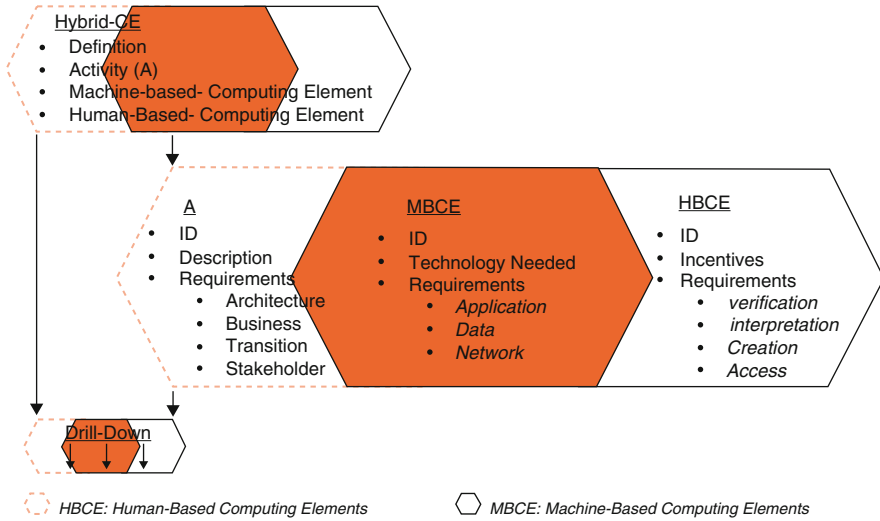 Hybrid-CE
• Definition
• Activity (A)
• Machine-based- Computing Element
• Human-Based- Computing Element
A
• ID
• Description
• Requirements
• Architecture
• Business
• Transition
• Stakeholder
MBCE
• ID
• Technology Needed
• Requirements
• Application
• Data
• Network
HBCE
• ID
• Incentives
• Requirements
• verification
• interpretation
• Creation
• Access
Drill-Down
HBCE: Human-Based Computing Elements
MBCE: Machine-Based Computing Elements